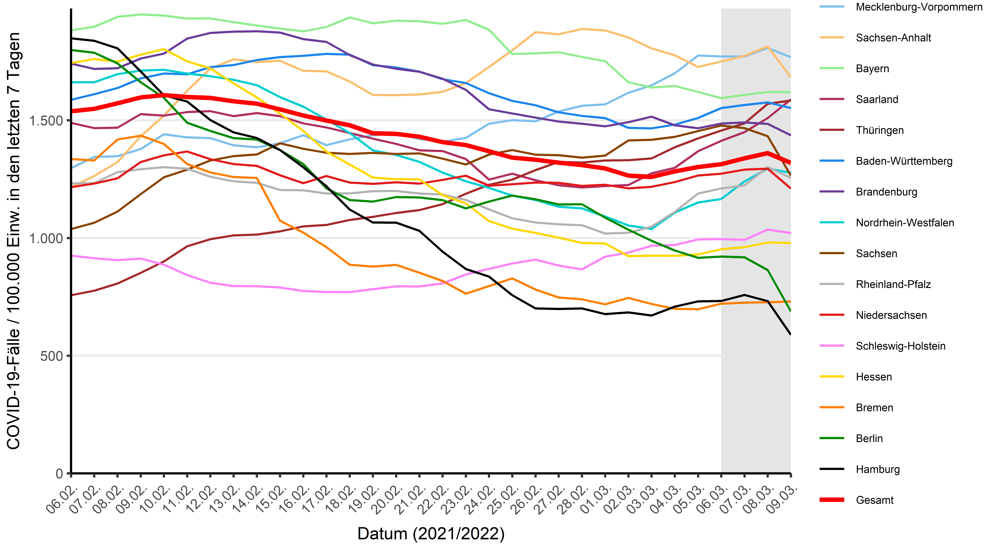 COVID-19-Fälle / 100.000 Einw. in den letzten 7 Tagen
1.500
1.000
500
0
06.02.
07.02.
08.02.
09.02.
10.02.
11.02.
12.02.
13.02.
14.02.
15.02.
16.02.
17.02.
18.02.
19.02.
20.02.
21.02.
22.02.
23.02.
24.02.
25.02.
26.02.
27.02.
28.02.
01.03.
02.03.
03.03.
04.03.
05.03.
06.03.
07.03.
08.03.
09.03.
Datum (2021/2022)
Mecklenburg-Vorpommern
Sachsen-Anhalt
Bayern
Saarland
Thüringen
Baden-Württemberg
Brandenburg
Nordrhein-Westfalen
Sachsen
Rheinland-Pfalz
Niedersachsen
Schleswig-Holstein
Hessen
Bremen
Berlin
Hamburg
Gesamt